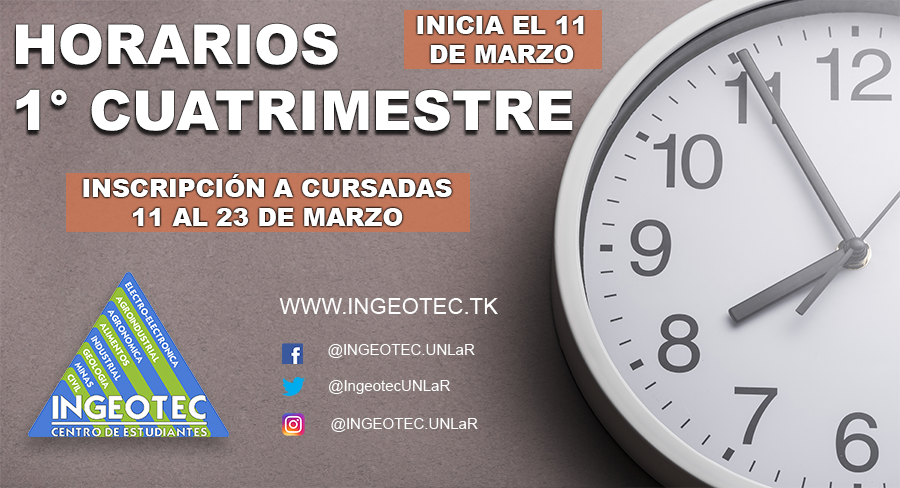 HORARIOS
1° CUATRIMESTRE
INICIA EL 11
DE MARZO
INSCRIPCIÓN A CURSADAS
11 AL 23 DE MARZO
ELECTRO-ELECTRONICA
AGROINDUSTRIAL
AGRONOMICA
ALIMENTOS
INDUSTRIAL
GEOLOGIA
MINAS
CIVIL
INGEOTEC
CENTRO DE ESTUDIANTES
WWW.INGEOTEC.TK
@INGEOTEC.UNLaR
@IngeotecUNLaR
@INGEOTEC.UNLaR
12
11
10
9
8
7
6